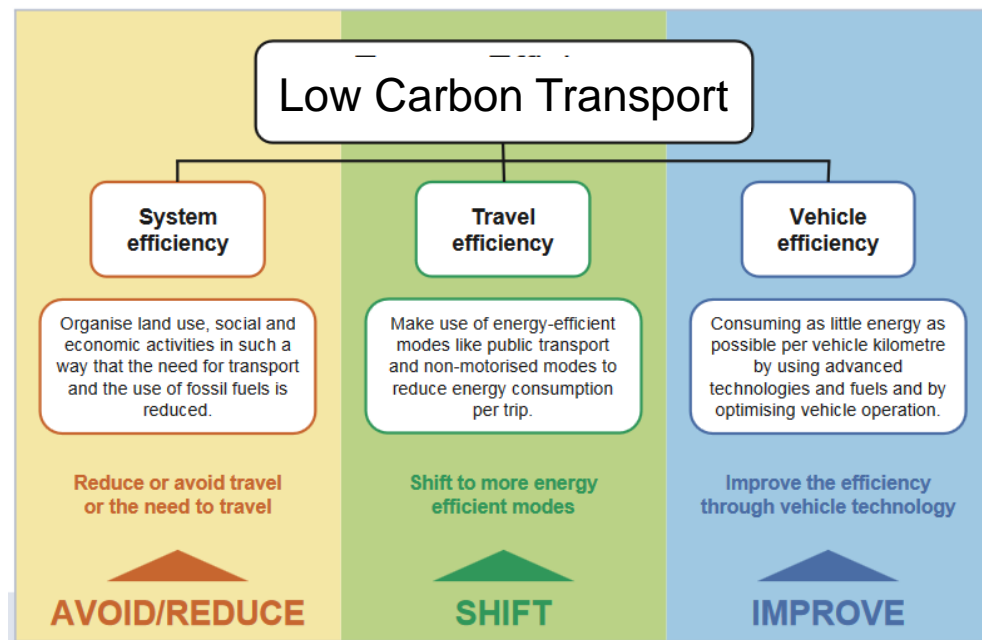 Low Carbon Transport
System
efficiency
Organise land use, social and
economic activities in such a
way that the need for transport
and the use of fossil fuels is
reduced.
Reduce or avoid travel
or the need to travel
AVOID/REDUCE
Travel
efficiency
Make use of energy-efficient
modes like public transport
and non-motorised modes to
reduce energy consumption
per trip.
Shift to more energy
efficient modes
SHIFT
Vehicle
efficiency
Consuming as little energy as
possible per vehicle kilometre
by using advanced
technologies and fuels and by
optimising vehicle operation.
Improve the efficiency
through vehicle technology
IMPROVE